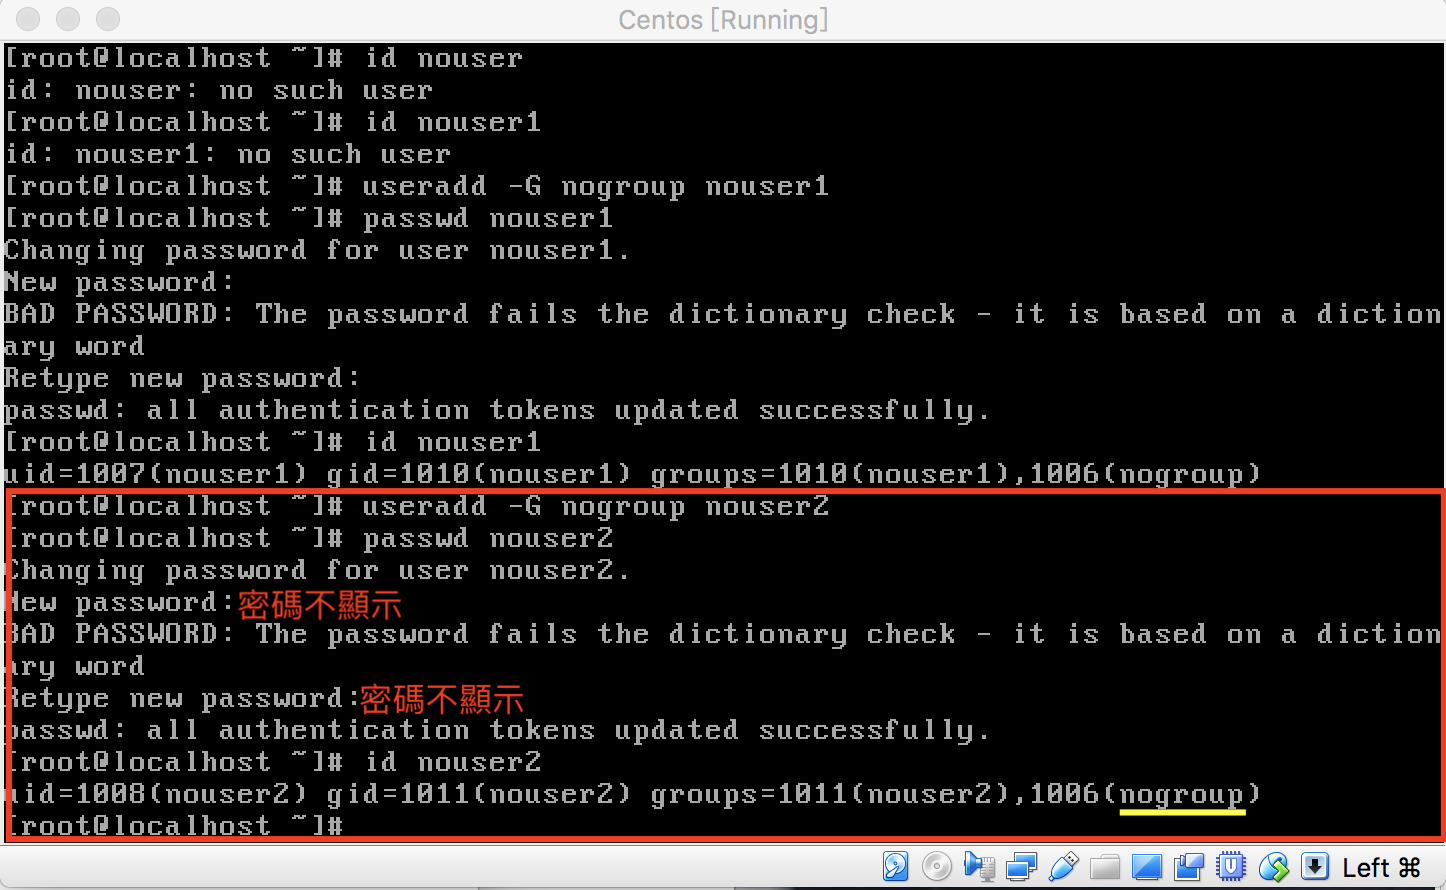 Centos [Running]
[root@localhost ~]# id nouser
id: nouser: no such user
[root@localhost ~]# id nouser1
id: nouser1: no such user
[root@localhost ~]# useradd -G nogroup nouser1
[root@localhost ~]# passwd nouser1
Changing password for user nouser1.
New password:
BAD PASSWORD: The password fails the dictionary check - it is based on a diction
ary word
Retype new password:
passwd: all authentication tokens updated successfully.
[root@localhost ~]# id nouser1
uid=1007(nouser1) gid=1010(nouser1) groups=1010(nouser1),1006(nogroup)
[root@localhost ~]# useradd -G nogroup nouser2
[root@localhost ~]# passwd nouser2
Changing password for user nouser2.
New password:密碼不顯示
BAD PASSWORD: The password fails the dictionary check - it is based on a diction
ary word
Retype new password:密碼不顯示
passwd: all authentication tokens updated successfully.
[root@localhost ~]# id nouser2
uid=1008(nouser2) gid=1011(nouser2) groups=1011(nouser2),1006(nogroup)
[root@localhost ~]#
Left ⌘